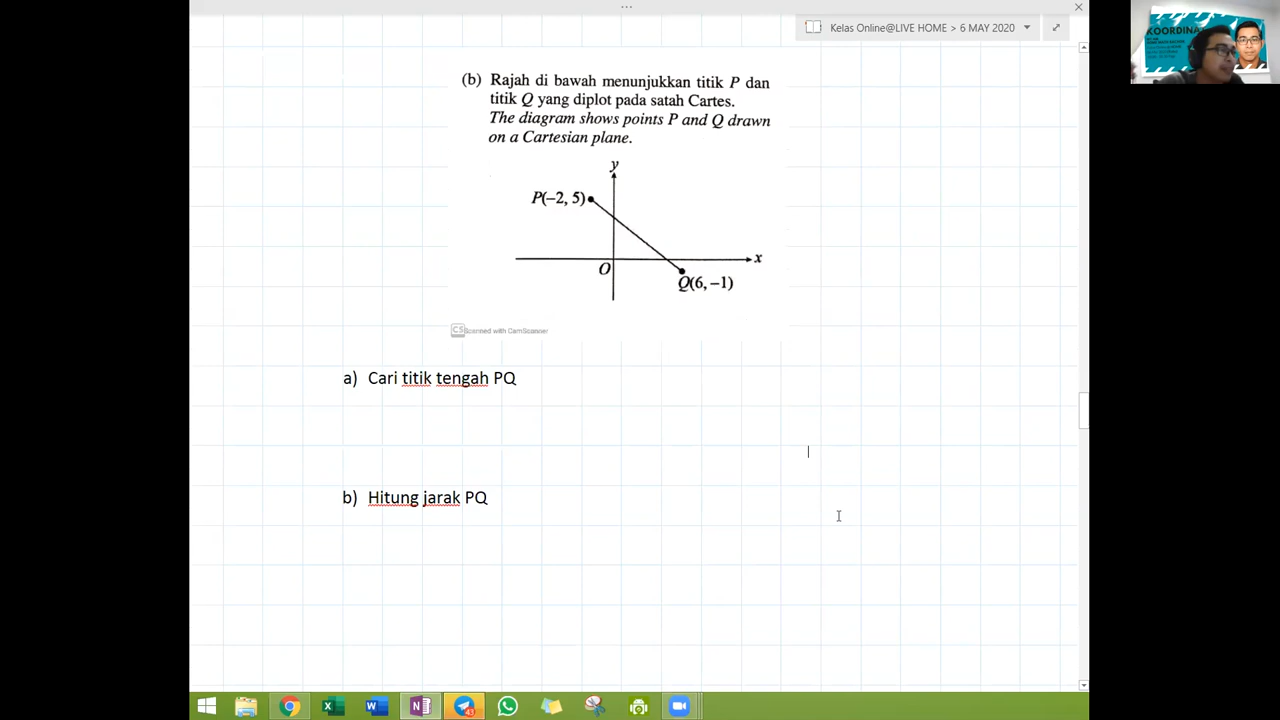 Kelas Online@LIVE HOME > 6 MAY 2020
KOORDINA
(b) Rajah di bawah menunjukkan titik P dan
titik Q yang diplot pada satah Cartes.
The diagram shows points P and Q drawn
on a Cartesian plane.
y
P(−2, 5)
x
O
Q(6, −1)
CS Scanned with CamScanner
a) Cari titik tengah PQ
b) Hitung jarak PQ